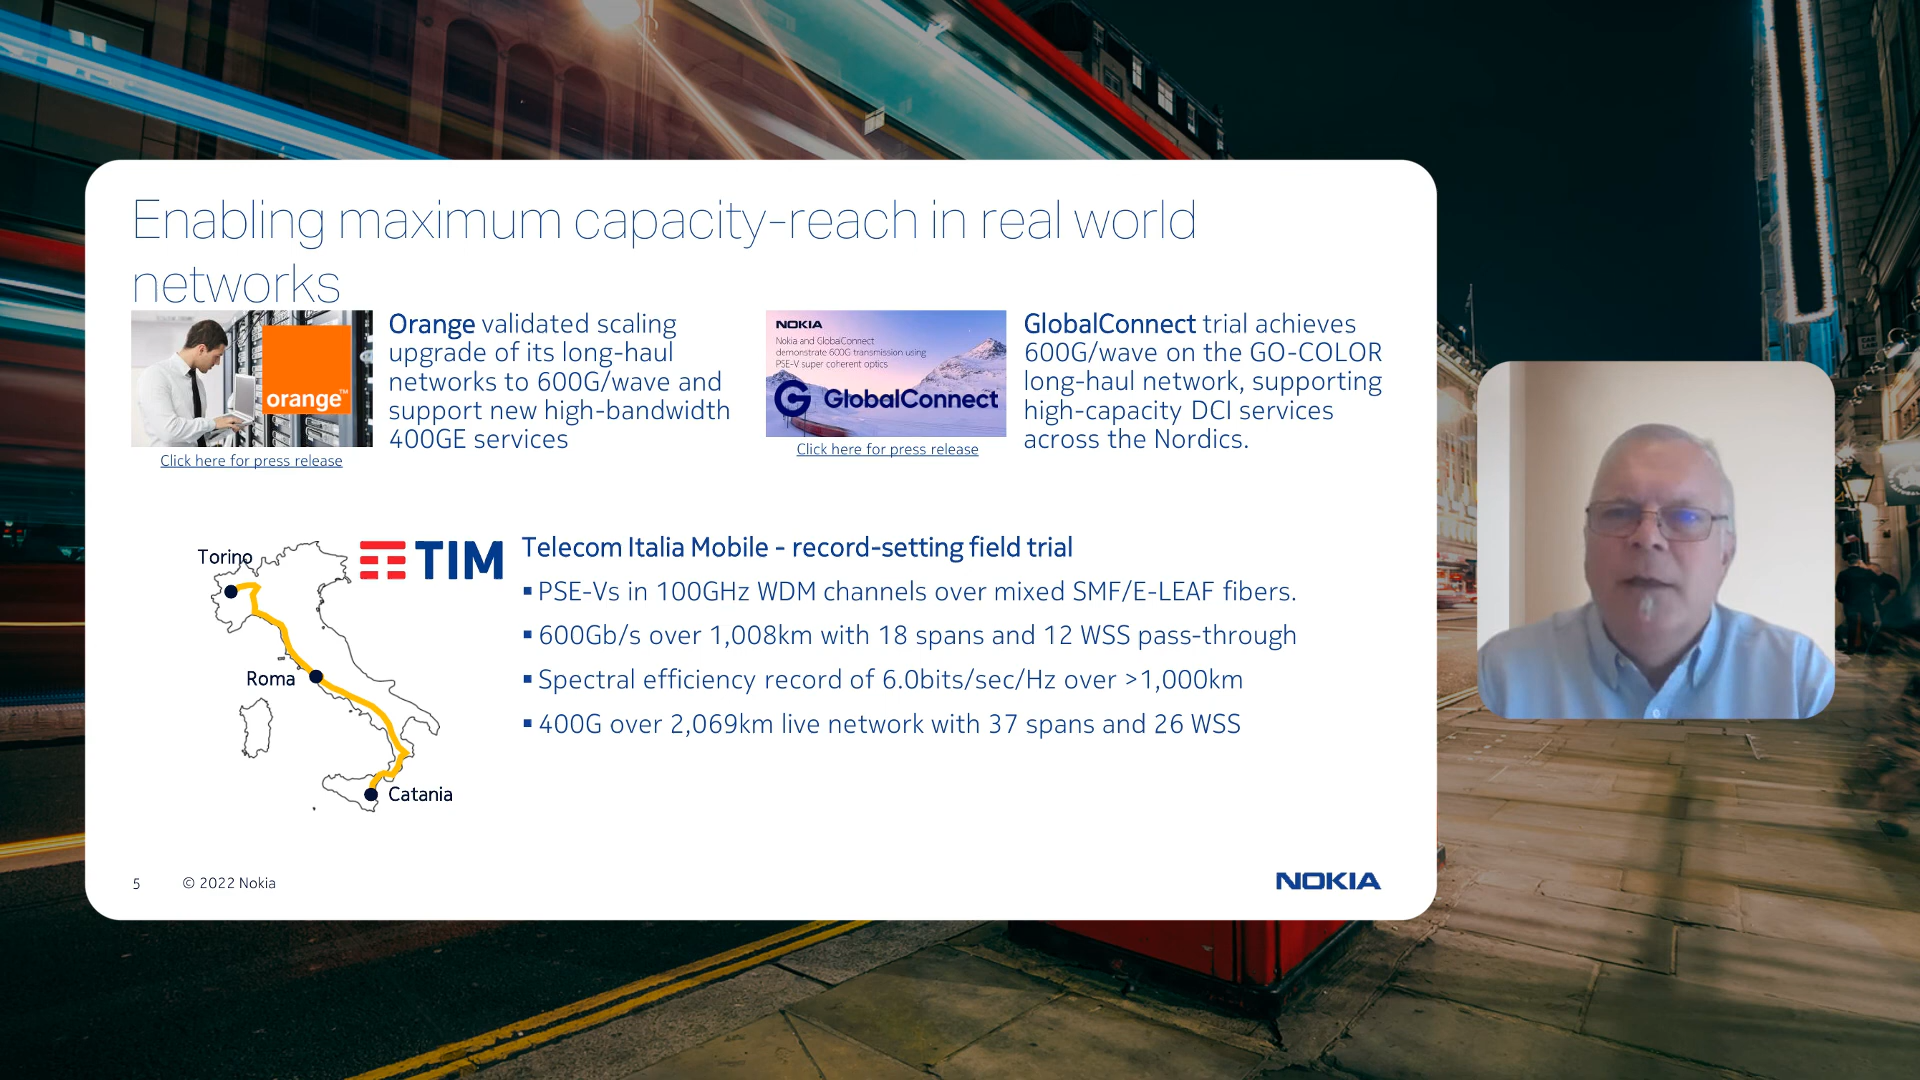 Enabling maximum capacity-reach in real world
networks
orange™
Click here for press release
Orange validated scaling
upgrade of its long-haul
networks to 600G/wave and
support new high-bandwidth
400GE services
NOKIA
Nokia and GlobalConnect
demonstrate 600G transmission using
PSE-V super coherent optics
GlobalConnect
Click here for press release
GlobalConnect trial achieves
600G/wave on the GO-COLOR
long-haul network, supporting
high-capacity DCI services
across the Nordics.
Torino
Roma
Catania
TIM
Telecom Italia Mobile - record-setting field trial
▪ PSE-Vs in 100GHz WDM channels over mixed SMF/E-LEAF fibers.
▪ 600Gb/s over 1,008km with 18 spans and 12 WSS pass-through
▪ Spectral efficiency record of 6.0bits/sec/Hz over >1,000km
▪ 400G over 2,069km live network with 37 spans and 26 WSS
5
© 2022 Nokia
NOKIA